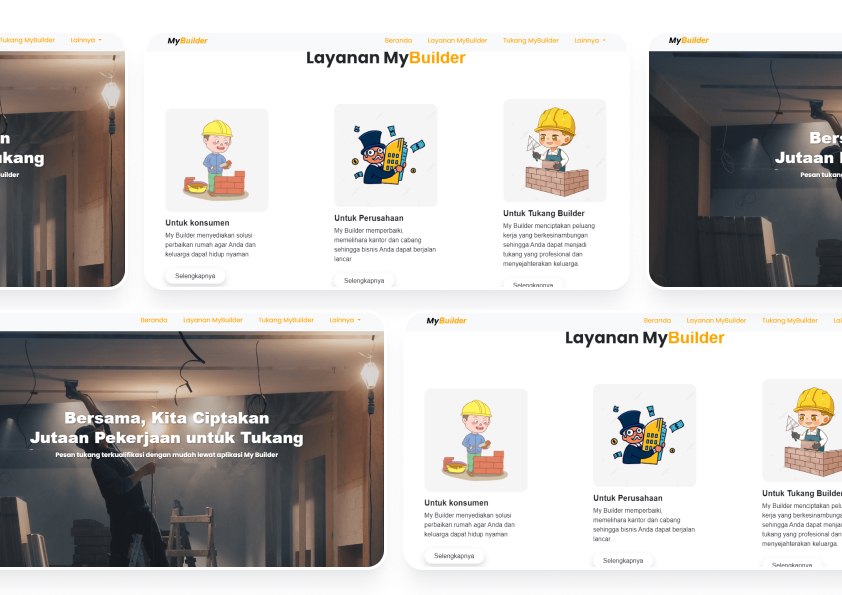 Tukang MyBuilder Lainnya
n
kang
uilder
MyBuilder
Beranda Layanan MyBuilder Tukang MyBuilder Lainnya
Layanan MyBuilder
Untuk konsumen
My Builder menyediakan solusi
perbaikan rumah agar Anda dan
keluarga dapat hidup nyaman
Selengkapnya
Untuk Perusahaan
My Builder memperbaiki,
memelihara kantor dan cabang
sehingga bisnis Anda dapat berjalan
lancar
Selengkapnya
Untuk Tukang Builder
My Builder menciptakan peluang
kerja yang berkesinambungan
sehingga Anda dapat menjadi
tukang yang profesional dan
menyejahterakan keluarga.
Selengkapnya
MyBuilder
Bers
Jutaan
Pesan tukang
Beranda Layanan MyBuilder Tukang MyBuilder Lainnya
Bersama, Kita Ciptakan
Jutaan Pekerjaan untuk Tukang
Pesan tukang terkualifikasi dengan mudah lewat aplikasi My Builder
MyBuilder
Beranda Layanan MyBuilder Tukang MyBuilder Lai
Layanan MyBuilder
Untuk konsumen
My Builder menyediakan solusi
perbaikan rumah agar Anda dan
keluarga dapat hidup nyaman
Selengkapnya
Untuk Perusahaan
My Builder memperbaiki,
memelihara kantor dan cabang
sehingga bisnis Anda dapat berjalan
lancar
Selengkapnya
Untuk Tukang Builder
My Builder menciptakan pelu
kerja yang berkesinambunga
sehingga Anda dapat menjad
tukang yang profesional dan
menyejahterakan keluarga.
Selengkapnya